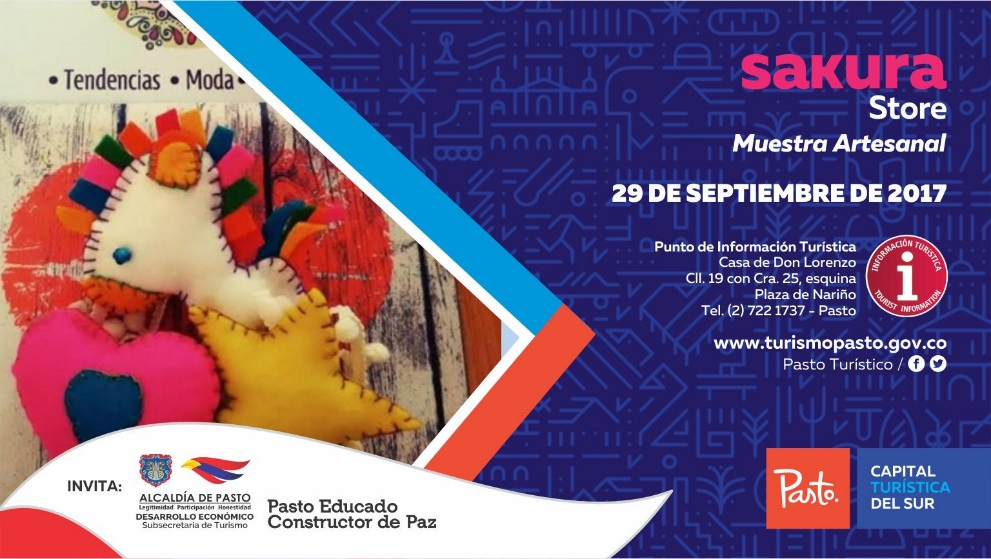 • Tendencias • Moda •
sakura
Store
Muestra Artesanal
29 DE SEPTIEMBRE DE 2017
Punto de Información Turística
Casa de Don Lorenzo
Cll. 19 con Cra. 25, esquina
Plaza de Nariño
Tel. (2) 722 1737 - Pasto
INFORMACIÓN TURÍSTICA
i
TOURIST INFORMATION
www.turismopasto.gov.co
Pasto Turístico /
INVITA:
ALCALDÍA DE PASTO
Legitimidad Participación Honestidad
DESARROLLO ECONÓMICO
Subsecretaria de Turismo
Pasto Educado
Constructor de Paz
Pasto.
CAPITAL
TURÍSTICA
DEL SUR